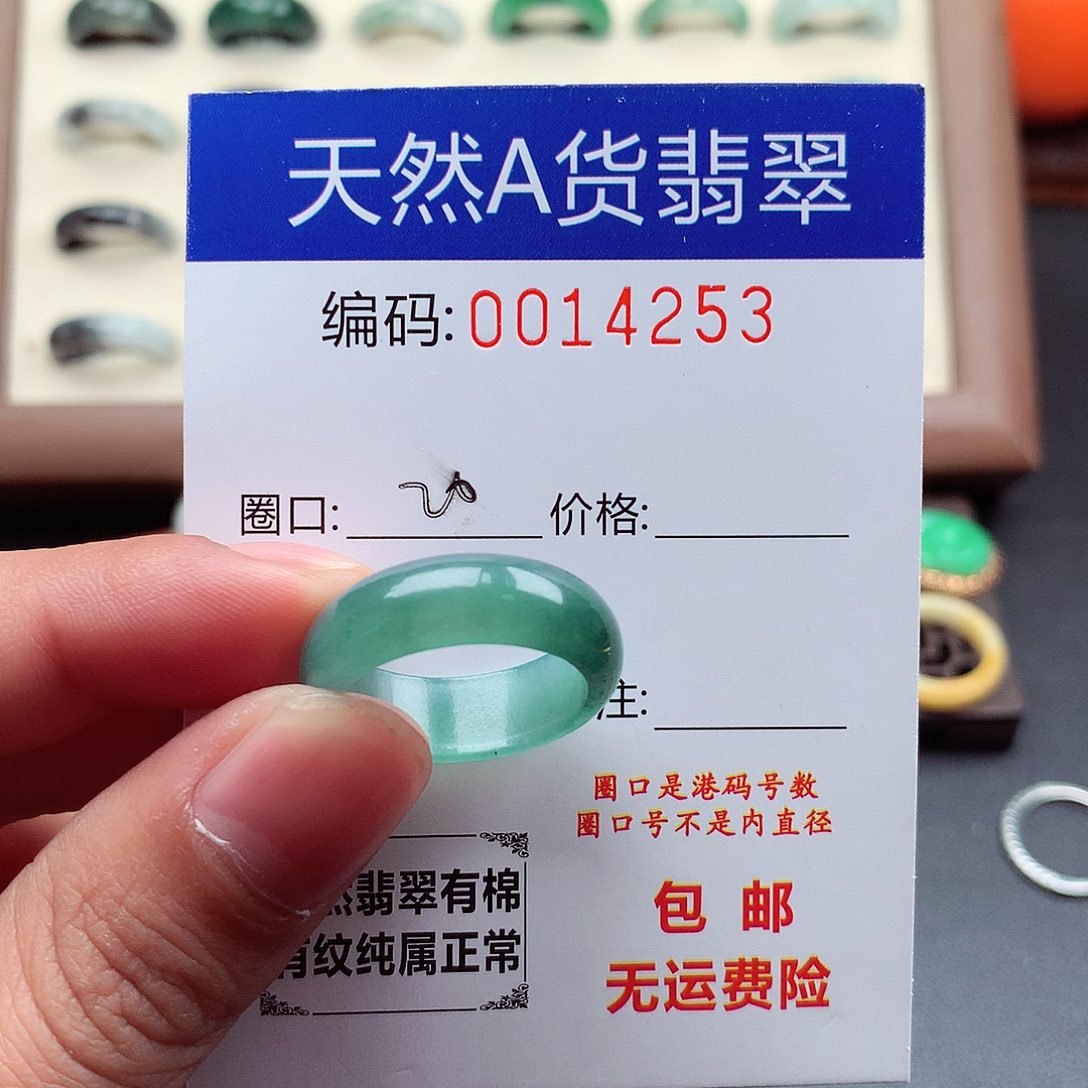 天然A货翡翠
编码:0014253
圈口: 价格:
注:
圈口是港码号数
圈口号不是内直径
然翡翠有棉
有纹纯属正常
包 邮
无运费险